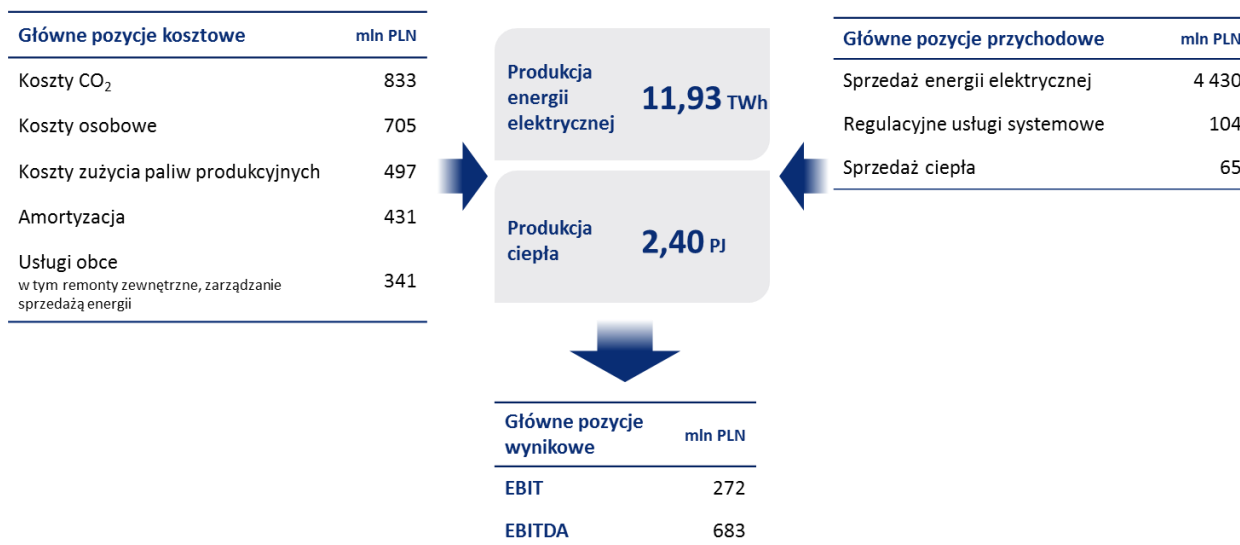 Główne pozycje kosztowe mln PLN
Koszty CO₂ 833
Koszty osobowe 705
Koszty zużycia paliw produkcyjnych 497
Amortyzacja 431
Usługi obce
w tym remonty zewnętrzne, zarządzanie
sprzedażą energii
341
Produkcja
energii
elektrycznej
11,93 TWh
Produkcja
ciepła
2,40 PJ
Główne pozycje przychodowe mln PLN
Sprzedaż energii elektrycznej 4 430
Regulacyjne usługi systemowe 104
Sprzedaż ciepła 65
Główne pozycje
wynikowe
mln PLN
EBIT 272
EBITDA 683